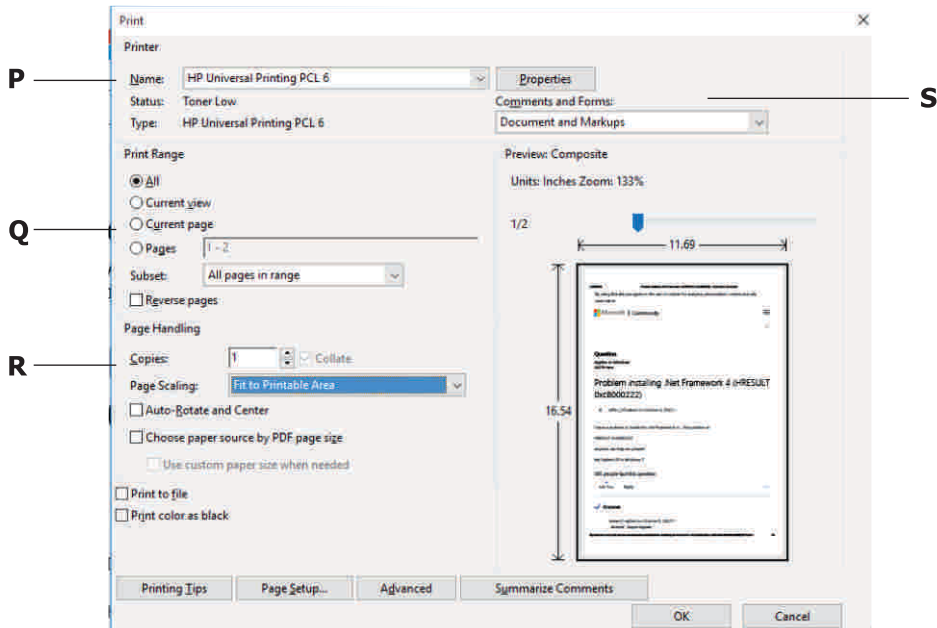 Print
Printer
P
Name: HP Universal Printing PCL 6 Properties
Status: Toner Low Comments and Forms:
S
Type: HP Universal Printing PCL 6 Document and Markups
Print Range
All
Current view
Q
Current page
Pages 1 - 2
Subset: All pages in range
Reverse pages
Page Handling
R
Copies: 1 Collate
Page Scaling: Fit to Printable Area
Auto-Rotate and Center
Choose paper source by PDF page size
Use custom paper size when needed
Print to file
Print color as black
Preview: Composite
Units: Inches Zoom: 133%
1/2
11.69
16.54
Microsoft | Community
Question
Problem installing .Net Framework 4 (HRESULT
0xc8000222)
Printing Tips Page Setup... Advanced Summarize Comments
OK Cancel